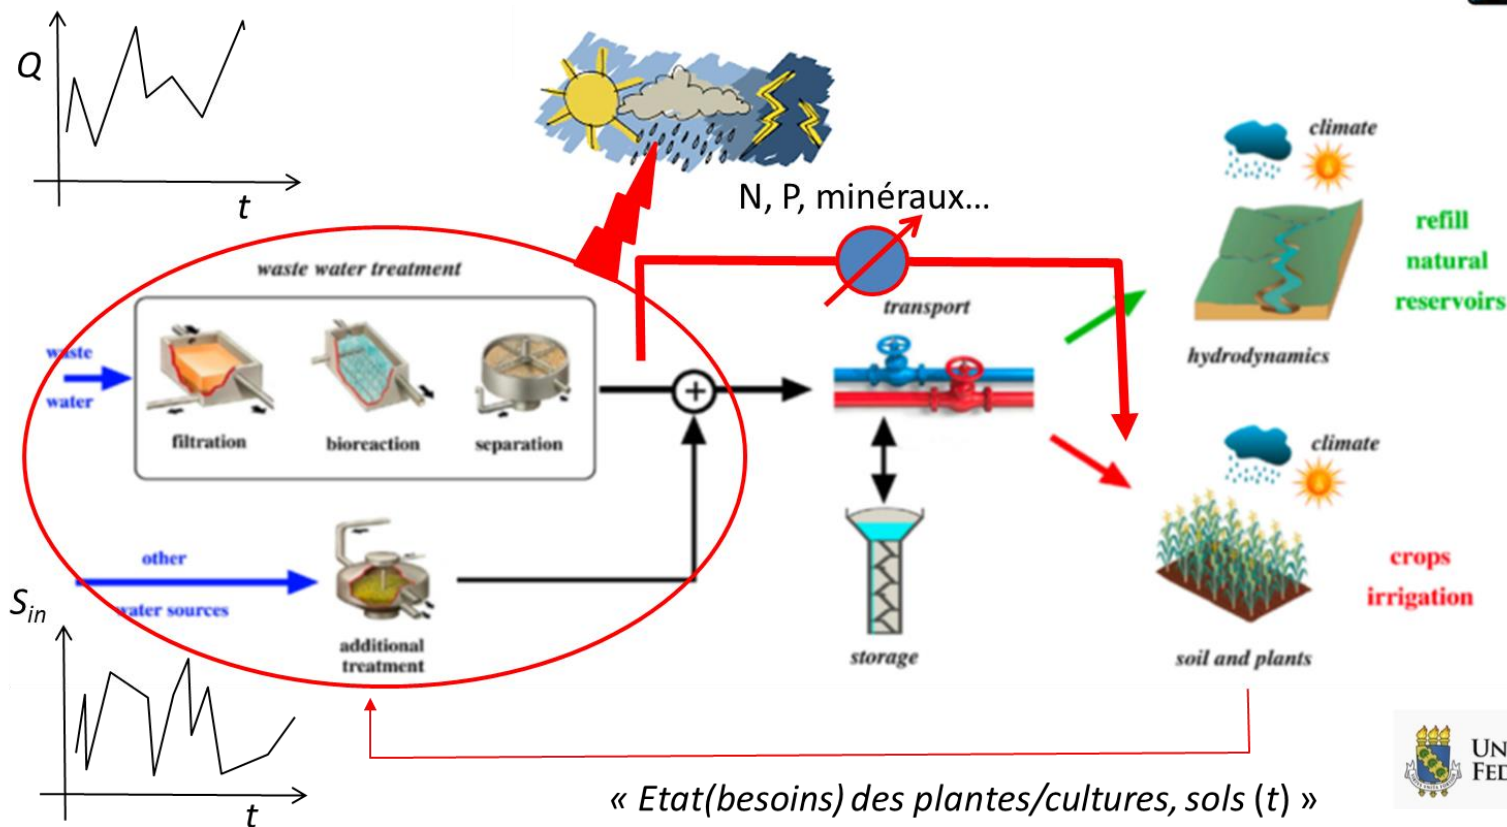 Q
t
N, P, minéraux...
climate
refill
natural
reservoirs
waste water treatment
transport
hydrodynamics
waste
water
filtration
bioreaction
separation
+
climate
other
water sources
crops
irrigation
S_in
additional
treatment
storage
soil and plants
t
« Etat(besoins) des plantes/cultures, sols (t) »